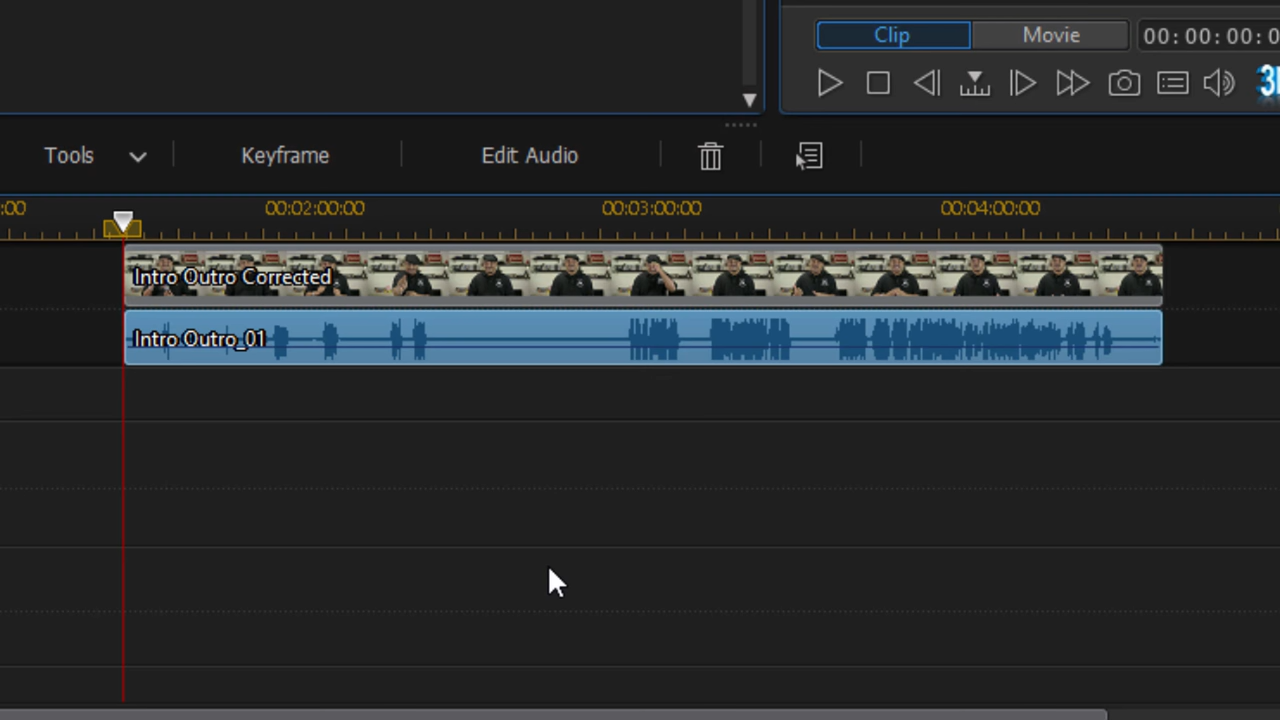 Clip Movie 00:00:00:0
Tools Keyframe Edit Audio
:00 00:02:00:00 00:03:00:00 00:04:00:00
Intro Outro Corrected
Intro Outro_01